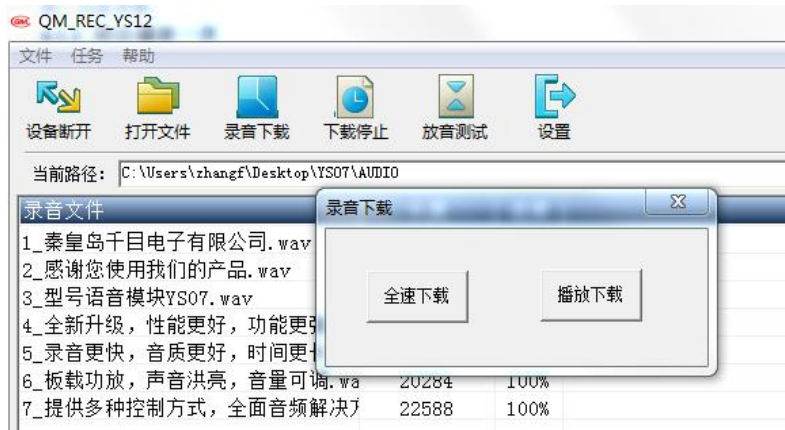 QM_REC_YS12
文件 任务 帮助
设备断开 打开文件 录音下载 下载停止 放音测试 设置
当前路径: C:\Users\zhangf\Desktop\YS07\AUDIO
录音文件
录音下载
1_秦皇岛千目电子有限公司.wav
2_感谢您使用我们的产品.wav
全速下载 播放下载
3_型号语音模块YS07.wav
4_全新升级，性能更好，功能更
5_录音更快，音质更好，时间更
6_板载功放，声音洪亮，音量可调.wa 20284 100%
7_提供多种控制方式，全面音频解决 22588 100%